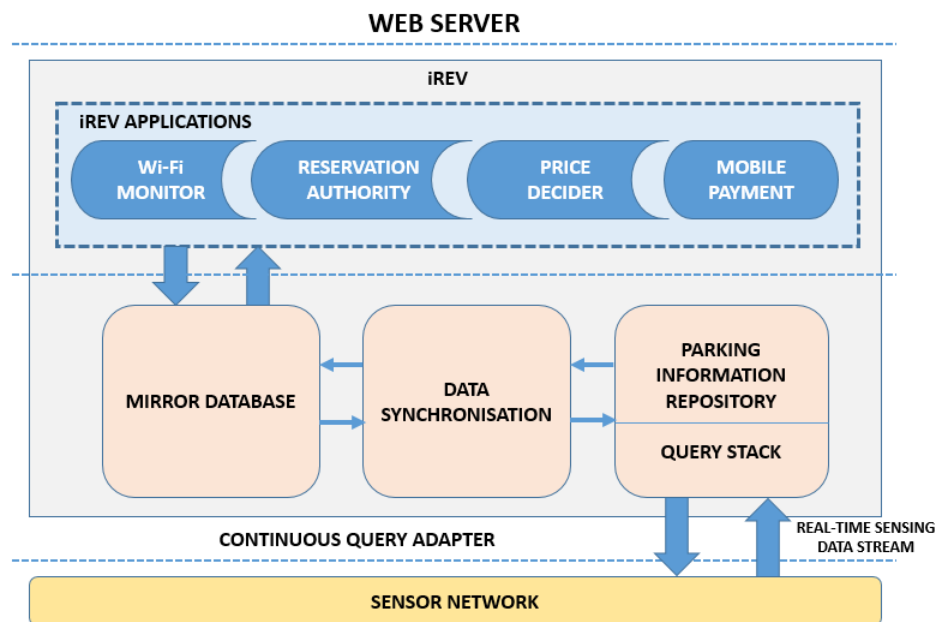 WEB SERVER
iREV
iREV APPLICATIONS
Wi-Fi
MONITOR
RESERVATION
AUTHORITY
PRICE
DECIDER
MOBILE
PAYMENT
MIRROR DATABASE
DATA
SYNCHRONISATION
PARKING
INFORMATION
REPOSITORY
QUERY STACK
REAL-TIME SENSING
DATA STREAM
CONTINUOUS QUERY ADAPTER
SENSOR NETWORK